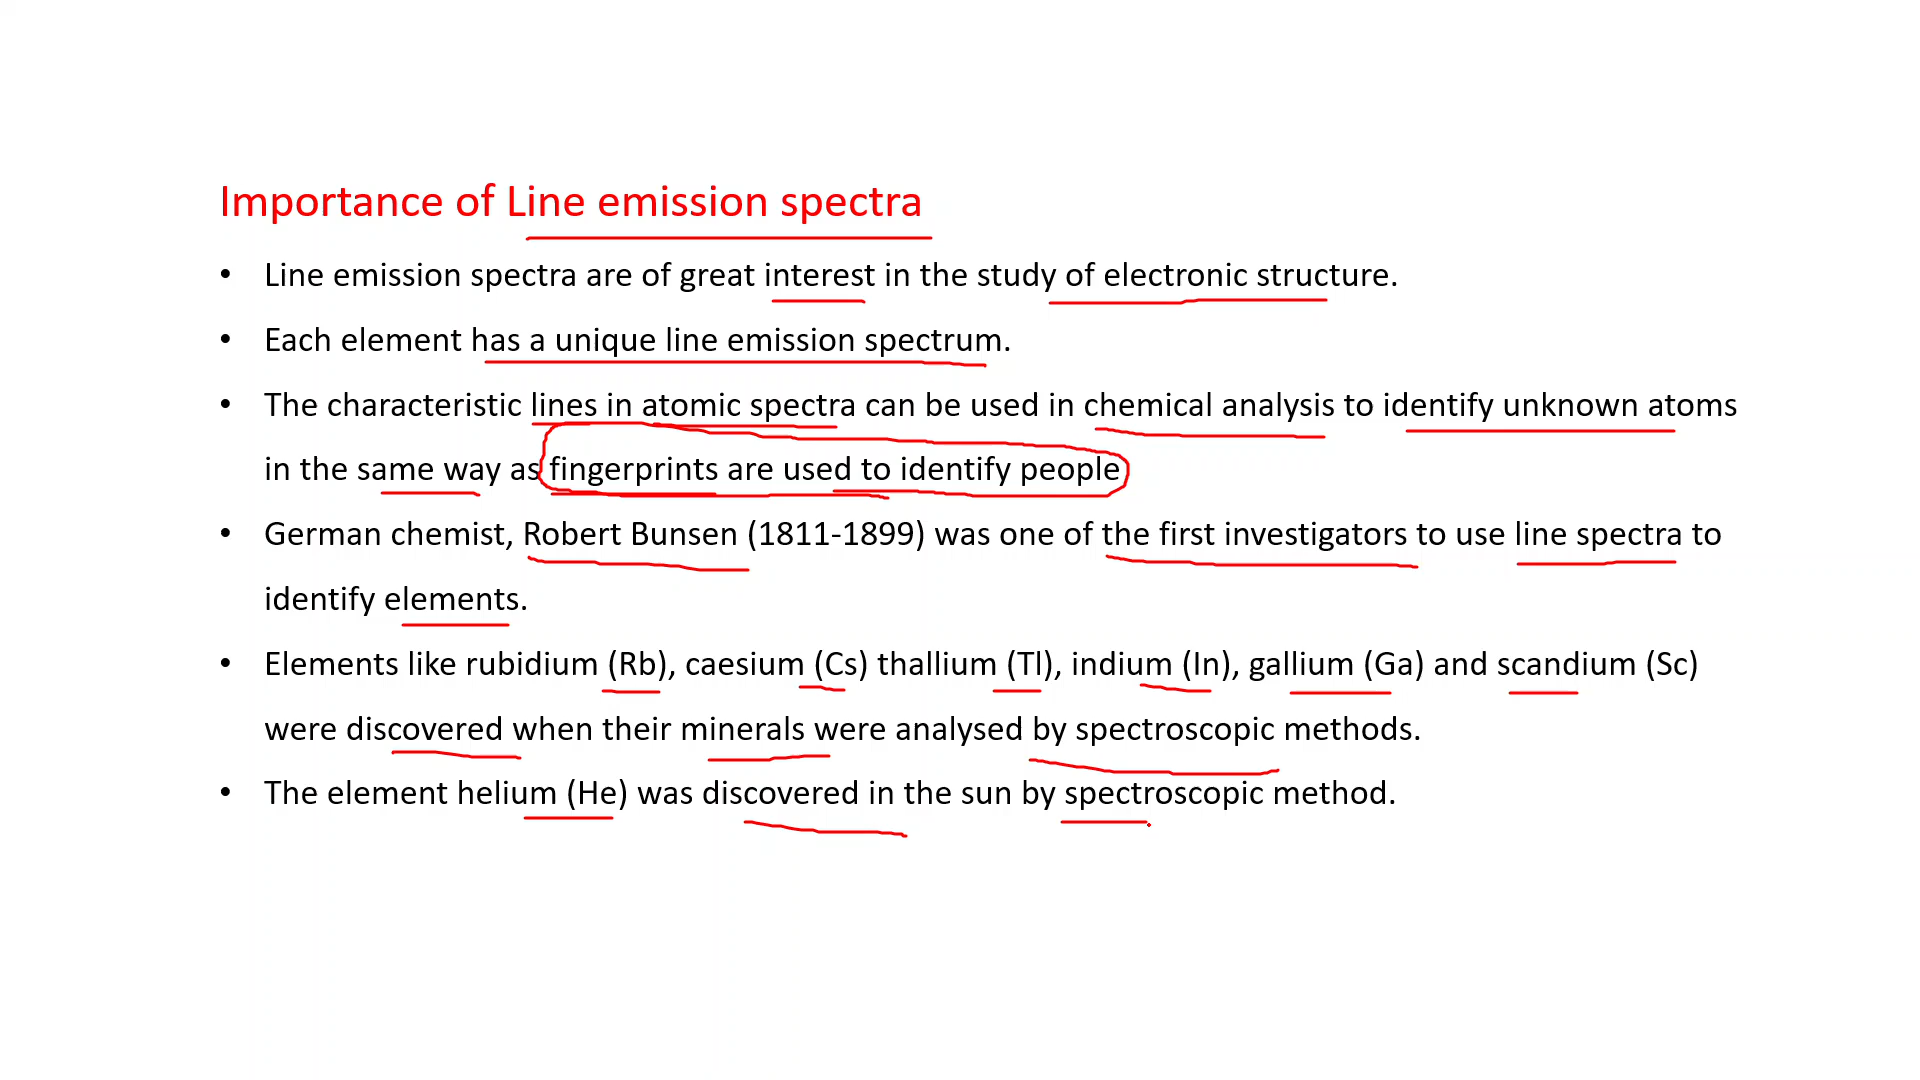 Importance of Line emission spectra
• Line emission spectra are of great interest in the study of electronic structure.
• Each element has a unique line emission spectrum.
• The characteristic lines in atomic spectra can be used in chemical analysis to identify unknown atoms
in the same way as fingerprints are used to identify people
• German chemist, Robert Bunsen (1811-1899) was one of the first investigators to use line spectra to
identify elements.
• Elements like rubidium (Rb), caesium (Cs) thallium (Tl), indium (In), gallium (Ga) and scandium (Sc)
were discovered when their minerals were analysed by spectroscopic methods.
• The element helium (He) was discovered in the sun by spectroscopic method.